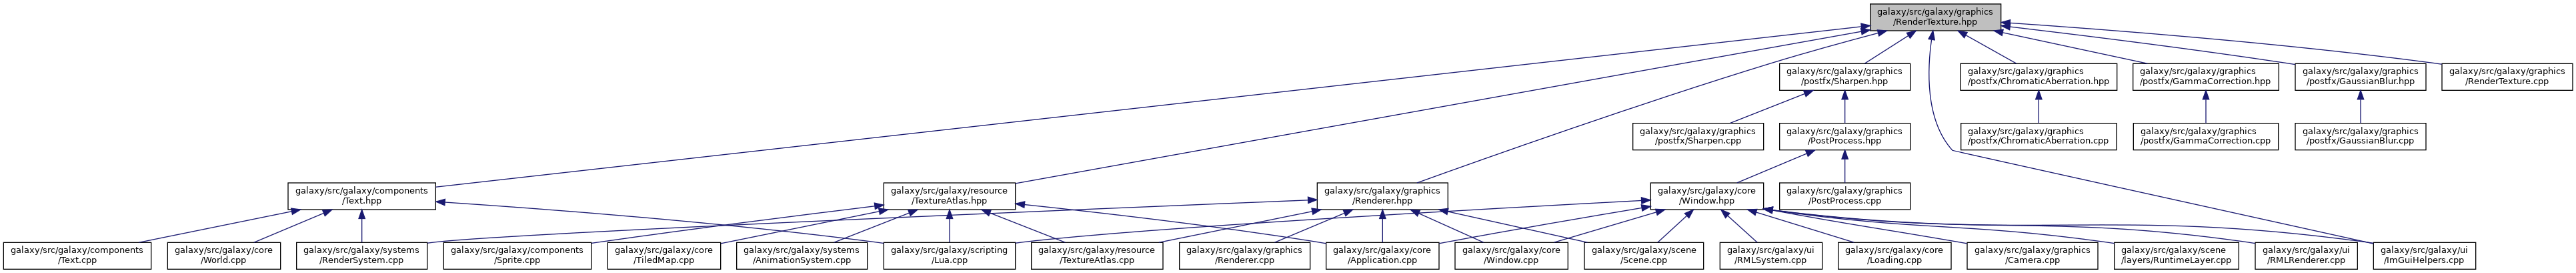 galaxy/src/galaxy/graphics
/RenderTexture.hpp
galaxy/src/galaxy/graphics
/postfx/Sharpen.hpp
galaxy/src/galaxy/graphics
/postfx/ChromaticAberration.hpp
galaxy/src/galaxy/graphics
/postfx/GammaCorrection.hpp
galaxy/src/galaxy/graphics
/postfx/GaussianBlur.hpp
galaxy/src/galaxy/graphics
/RenderTexture.cpp
galaxy/src/galaxy/graphics
/postfx/Sharpen.cpp
galaxy/src/galaxy/graphics
/PostProcess.hpp
galaxy/src/galaxy/graphics
/postfx/ChromaticAberration.cpp
galaxy/src/galaxy/graphics
/postfx/GammaCorrection.cpp
galaxy/src/galaxy/graphics
/postfx/GaussianBlur.cpp
galaxy/src/galaxy/components
/Text.hpp
galaxy/src/galaxy/resource
/TextureAtlas.hpp
galaxy/src/galaxy/graphics
/Renderer.hpp
galaxy/src/galaxy/core
/Window.hpp
galaxy/src/galaxy/graphics
/PostProcess.cpp
galaxy/src/galaxy/components
/Text.cpp
galaxy/src/galaxy/core
/World.cpp
galaxy/src/galaxy/systems
/RenderSystem.cpp
galaxy/src/galaxy/components
/Sprite.cpp
galaxy/src/galaxy/core
/TiledMap.cpp
galaxy/src/galaxy/systems
/AnimationSystem.cpp
galaxy/src/galaxy/scripting
/Lua.cpp
galaxy/src/galaxy/resource
/TextureAtlas.cpp
galaxy/src/galaxy/graphics
/Renderer.cpp
galaxy/src/galaxy/core
/Application.cpp
galaxy/src/galaxy/core
/Window.cpp
galaxy/src/galaxy/scene
/Scene.cpp
galaxy/src/galaxy/ui
/RMLSystem.cpp
galaxy/src/galaxy/core
/Loading.cpp
galaxy/src/galaxy/graphics
/Camera.cpp
galaxy/src/galaxy/scene
/layers/RuntimeLayer.cpp
galaxy/src/galaxy/ui
/RMLRenderer.cpp
galaxy/src/galaxy/ui
/ImGuiHelpers.cpp